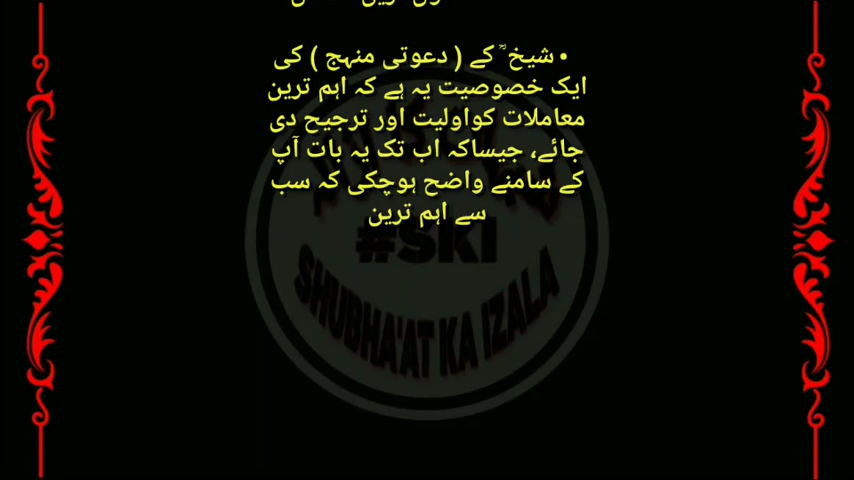 • شیخ ؒ کے ( دعوتی منہج ) کی
ایک خصوصیت یہ ہے کہ اہم ترین
معاملات کواولیت اور ترجیح دی
جائے، جیساکہ اب تک یہ بات آپ
کے سامنے واضح ہوچکی کہ سب
سے اہم ترین
#SKI
SHUBHA'AT KA IZALA